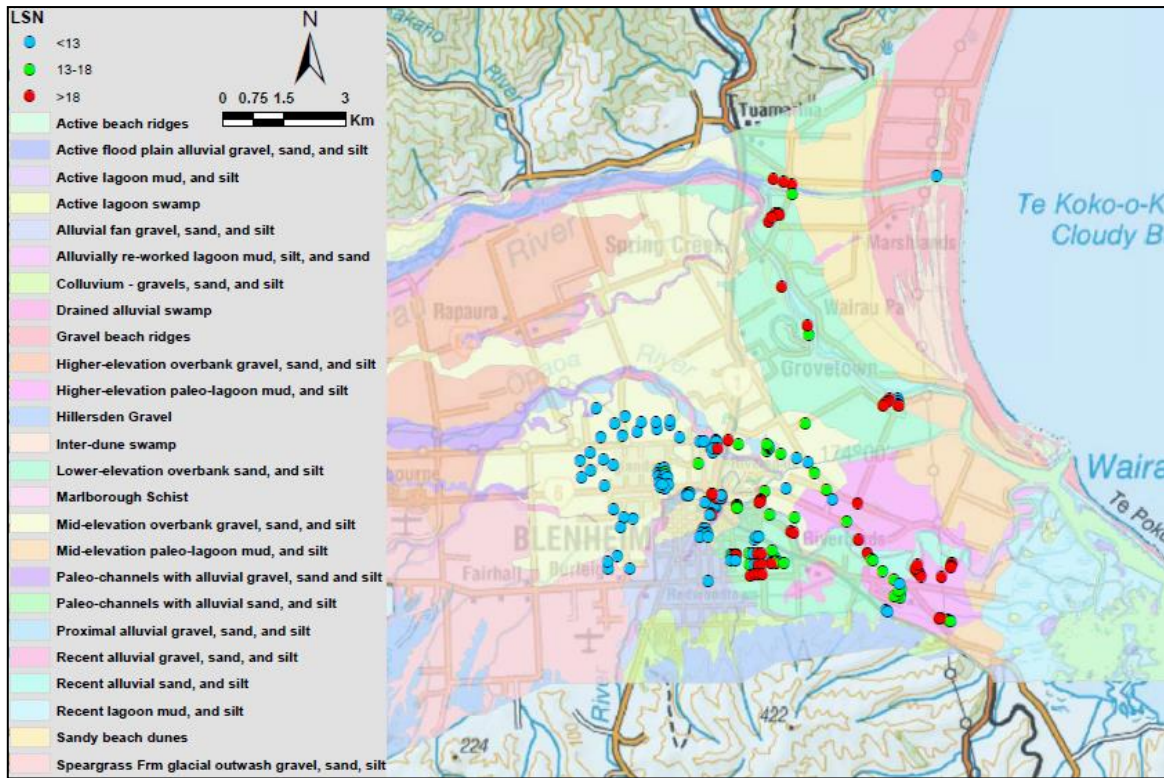 LSN
<13
13-18
>18
N
0 0.75 1.5 3
Km
Active beach ridges
Active flood plain alluvial gravel, sand, and silt
Active lagoon mud, and silt
Active lagoon swamp
Alluvial fan gravel, sand, and silt
Alluvially re-worked lagoon mud, silt, and sand
Colluvium - gravels, sand, and silt
Drained alluvial swamp
Gravel beach ridges
Higher-elevation overbank gravel, sand, and silt
Higher-elevation paleo-lagoon mud, and silt
Hillersden Gravel
Inter-dune swamp
Lower-elevation overbank sand, and silt
Marlborough Schist
Mid-elevation overbank gravel, sand, and silt
Mid-elevation paleo-lagoon mud, and silt
Paleo-channels with alluvial gravel, sand and silt
Paleo-channels with alluvial sand, and silt
Proximal alluvial gravel, sand, and silt
Recent alluvial gravel, sand, and silt
Recent alluvial sand, and silt
Recent lagoon mud, and silt
Sandy beach dunes
Speargrass Frm glacial outwash gravel, sand, silt
River
Tuamarina
Te Koko-o-K
Cloudy B
River
Spring Creek
Marshlands
Rapaura
Wairau Pa
Opaoa
River
Grovetown
174°00'
Waira
BLENHEIM
Riverlands
Fairhall
Burleigh
Redwoodtown
River
422
224